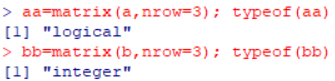 > aa=matrix(a,nrow=3); typeof(aa)
[1] "logical"
> bb=matrix(b,nrow=3); typeof(bb)
[1] "integer"